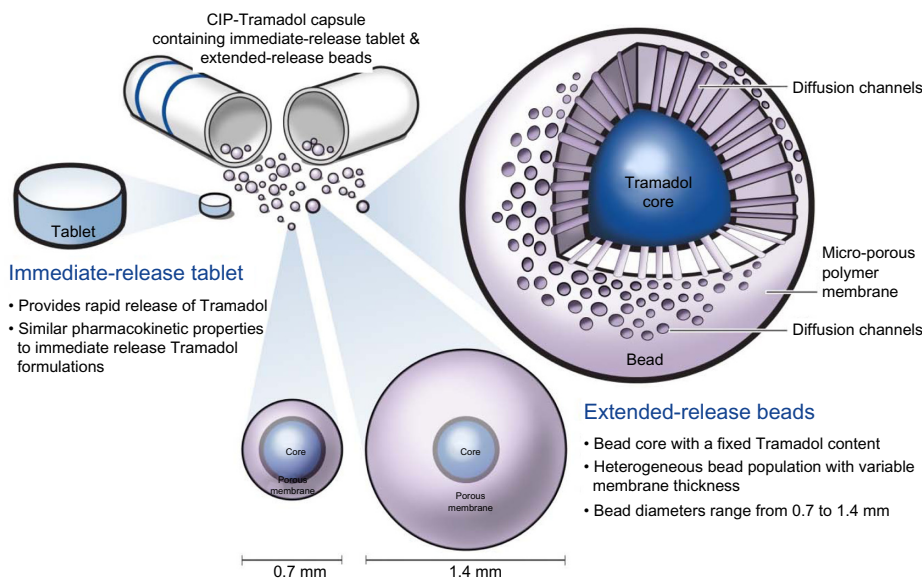 CIP-Tramadol capsule
containing immediate-release tablet &
extended-release beads
Diffusion channels
Tramadol
core
Tablet
Micro-porous
polymer
membrane
Diffusion channels
Bead
Immediate-release tablet
• Provides rapid release of Tramadol
• Similar pharmacokinetic properties
to immediate release Tramadol
formulations
Core
Porous
membrane
Core
Porous
membrane
0.7 mm
1.4 mm
Extended-release beads
• Bead core with a fixed Tramadol content
• Heterogeneous bead population with variable
membrane thickness
• Bead diameters range from 0.7 to 1.4 mm